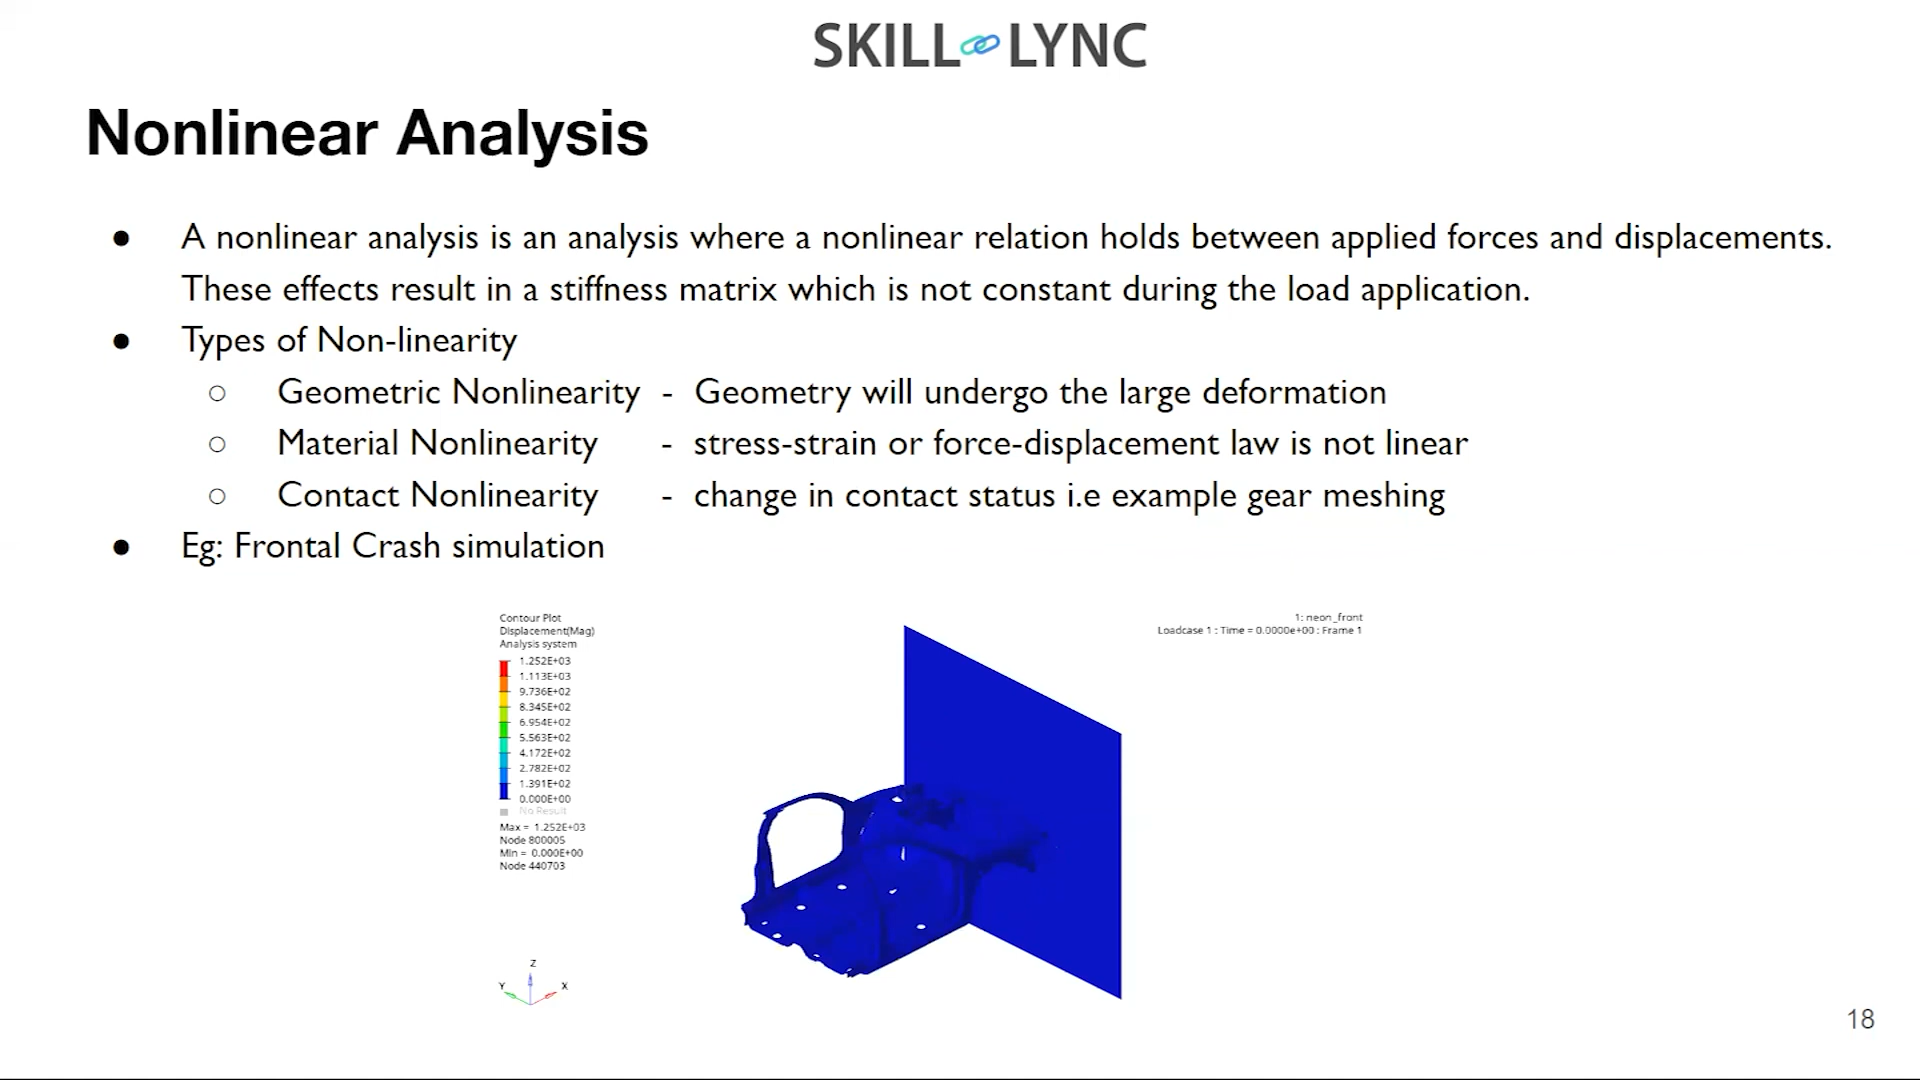 SKILL LYNC
Nonlinear Analysis
● A nonlinear analysis is an analysis where a nonlinear relation holds between applied forces and displacements.
These effects result in a stiffness matrix which is not constant during the load application.
● Types of Non-linearity
○ Geometric Nonlinearity - Geometry will undergo the large deformation
○ Material Nonlinearity - stress-strain or force-displacement law is not linear
○ Contact Nonlinearity - change in contact status i.e example gear meshing
● Eg: Frontal Crash simulation
Contour Plot
Displacement(Mag)
Analysis system
1.252E+03
1.113E+03
9.736E+02
8.345E+02
6.954E+02
5.563E+02
4.172E+02
2.782E+02
1.391E+02
0.000E+00
No Result
Max = 1.252E+03
Node 800005
Min = 0.000E+00
Node 440703
1: neon_front
Loadcase 1 : Time = 0.0000e+00 : Frame 1
Z
Y
X
18